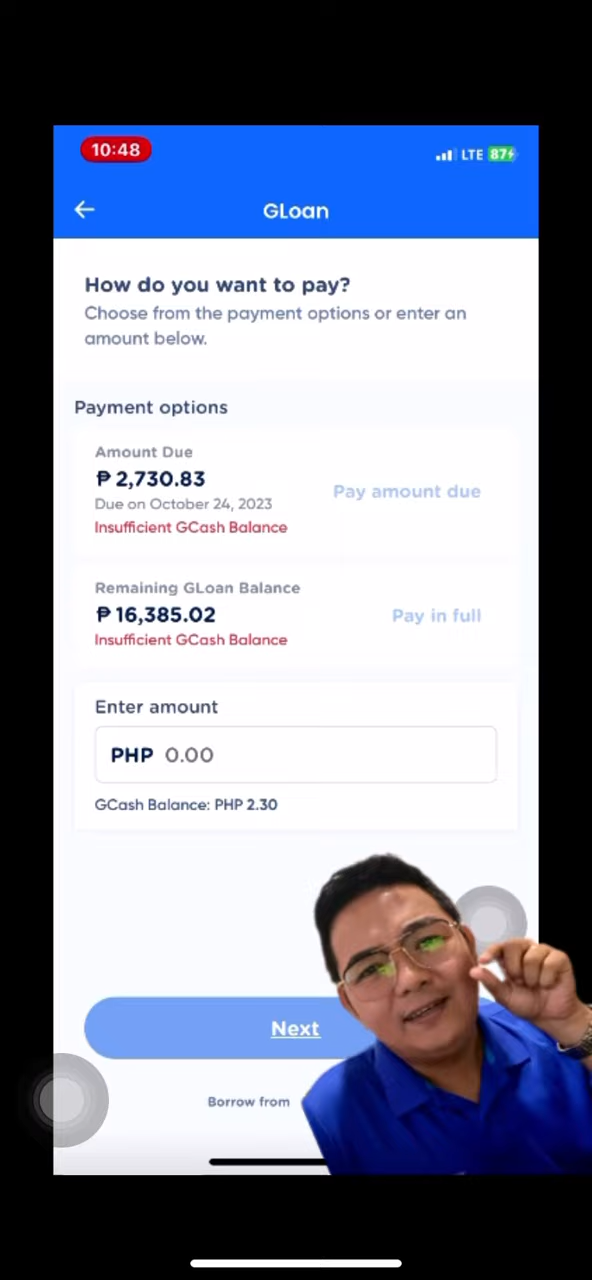 10:48
LTE 87
GLoan
How do you want to pay?
Choose from the payment options or enter an
amount below.
Payment options
Amount Due
₱ 2,730.83
Due on October 24, 2023
Insufficient GCash Balance
Pay amount due
Remaining GLoan Balance
₱ 16,385.02
Insufficient GCash Balance
Pay in full
Enter amount
PHP 0.00
GCash Balance: PHP 2.30
Next
Borrow from